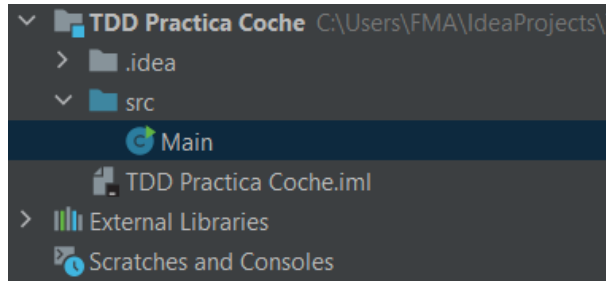 TDD Practica Coche C:\Users\FMA\IdeaProjects\
.idea
src
Main
TDD Practica Coche.iml
External Libraries
Scratches and Consoles